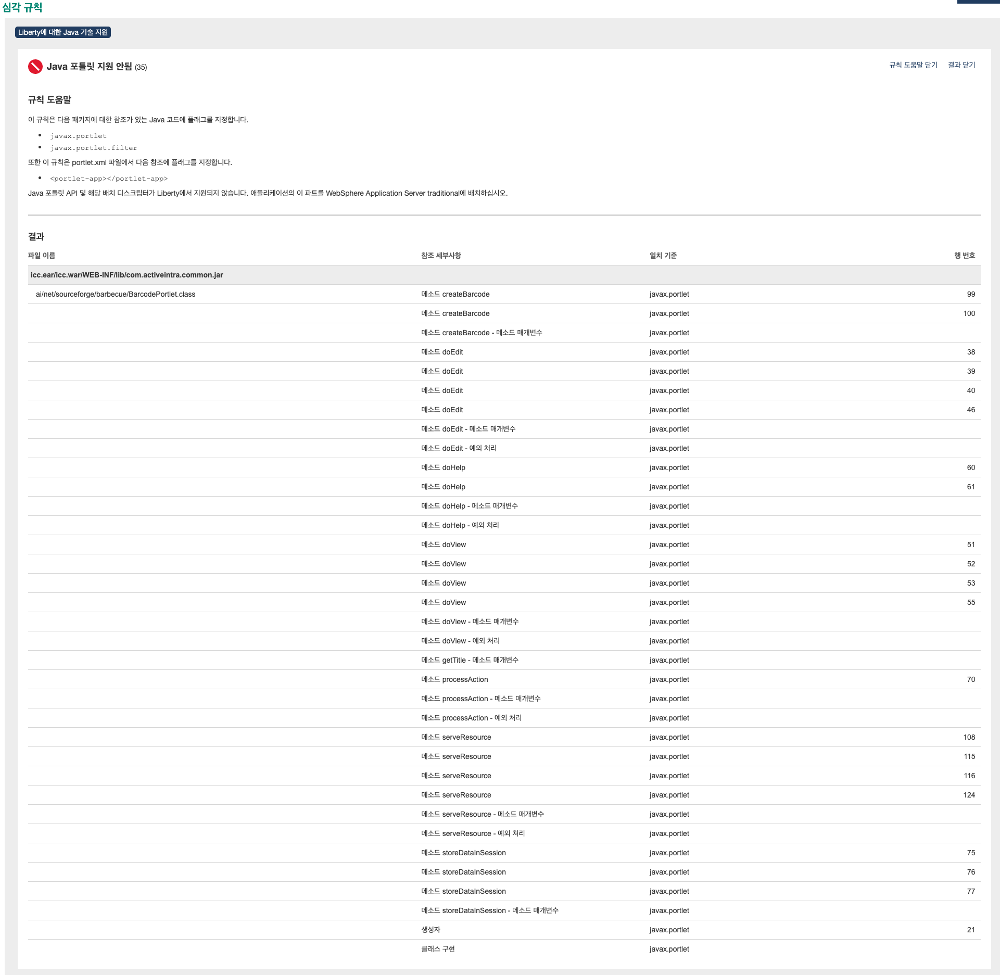 심각 규칙
Liberty에 대한 Java 기술 지원
Java 포틀릿 지원 안됨 (35)
규칙 도움말 닫기 결과 닫기
규칙 도움말
이 규칙은 다음 패키지에 대한 참조가 있는 Java 코드에 플래그를 지정합니다.
• javax.portlet
• javax.portlet.filter
또한 이 규칙은 portlet.xml 파일에서 다음 참조에 플래그를 지정합니다.
• <portlet-app></portlet-app>
Java 포틀릿 API 및 해당 배치 디스크립터가 Liberty에서 지원되지 않습니다. 애플리케이션의 이 파트를 WebSphere Application Server traditional에 배치하십시오.
결과
파일 이름 참조 세부사항 일치 기준 행 번호
icc.ear/icc.war/WEB-INF/lib/com.activeintra.common.jar
ai/net/sourceforge/barbecue/BarcodePortlet.class 메소드 createBarcode javax.portlet 99
메소드 createBarcode javax.portlet 100
메소드 createBarcode - 메소드 매개변수 javax.portlet
메소드 doEdit javax.portlet 38
메소드 doEdit javax.portlet 39
메소드 doEdit javax.portlet 40
메소드 doEdit javax.portlet 46
메소드 doEdit - 메소드 매개변수 javax.portlet
메소드 doEdit - 예외 처리 javax.portlet
메소드 doHelp javax.portlet 60
메소드 doHelp javax.portlet 61
메소드 doHelp - 메소드 매개변수 javax.portlet
메소드 doHelp - 예외 처리 javax.portlet
메소드 doView javax.portlet 51
메소드 doView javax.portlet 52
메소드 doView javax.portlet 53
메소드 doView javax.portlet 55
메소드 doView - 메소드 매개변수 javax.portlet
메소드 doView - 예외 처리 javax.portlet
메소드 getTitle - 메소드 매개변수 javax.portlet
메소드 processAction javax.portlet 70
메소드 processAction - 메소드 매개변수 javax.portlet
메소드 processAction - 예외 처리 javax.portlet
메소드 serveResource javax.portlet 108
메소드 serveResource javax.portlet 115
메소드 serveResource javax.portlet 116
메소드 serveResource javax.portlet 124
메소드 serveResource - 메소드 매개변수 javax.portlet
메소드 serveResource - 예외 처리 javax.portlet
메소드 storeDataInSession javax.portlet 75
메소드 storeDataInSession javax.portlet 76
메소드 storeDataInSession javax.portlet 77
메소드 storeDataInSession - 메소드 매개변수 javax.portlet
생성자 javax.portlet 21
클래스 구현 javax.portlet